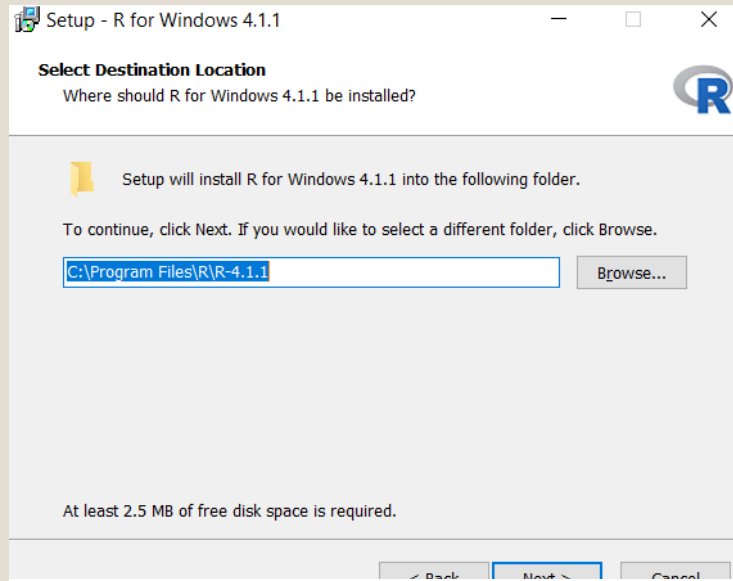 Setup - R for Windows 4.1.1
Select Destination Location
Where should R for Windows 4.1.1 be installed?
R
Setup will install R for Windows 4.1.1 into the following folder.
To continue, click Next. If you would like to select a different folder, click Browse.
C:\Program Files\R\R-4.1.1
Browse...
At least 2.5 MB of free disk space is required.
< Back
Next >
Cancel